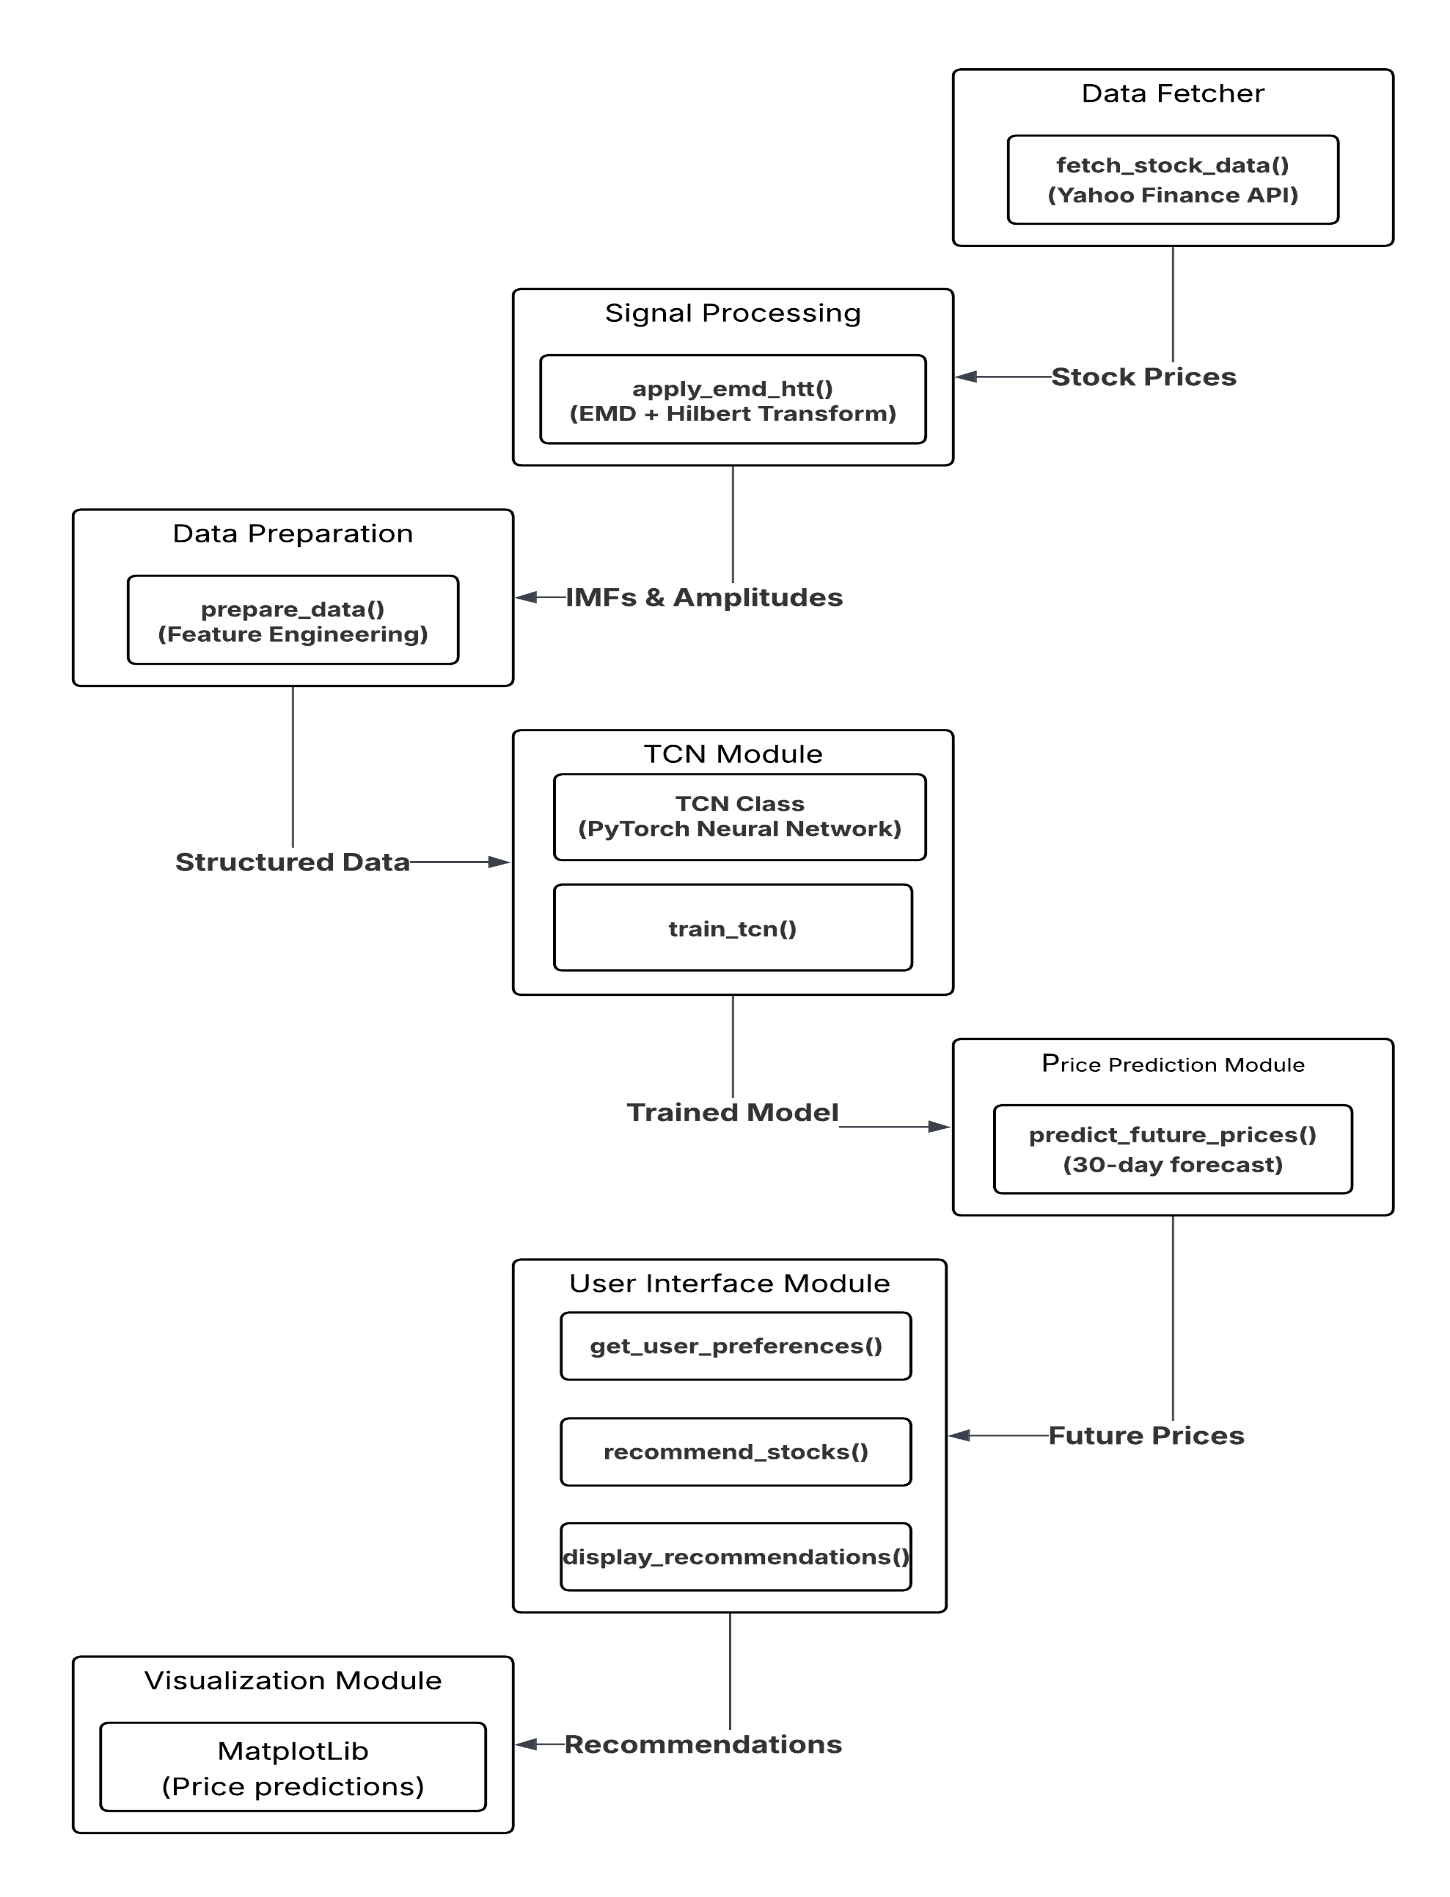 Data Fetcher
fetch_stock_data()
(Yahoo Finance API)
Signal Processing
apply_emd_htt()
(EMD + Hilbert Transform)
Stock Prices
Data Preparation
prepare_data()
(Feature Engineering)
IMFs & Amplitudes
TCN Module
TCN Class
(PyTorch Neural Network)
Structured Data
train_tcn()
Price Prediction Module
Trained Model
predict_future_prices()
(30-day forecast)
User Interface Module
get_user_preferences()
Future Prices
recommend_stocks()
display_recommendations()
Visualization Module
Recommendations
MatplotLib
(Price predictions)